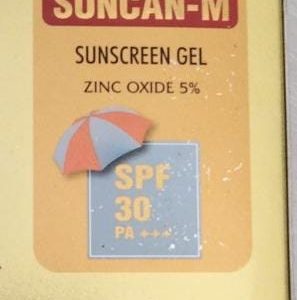 SUNCAN-M
SUNSCREEN GEL
ZINC OXIDE 5%
SPF
30
PA +++